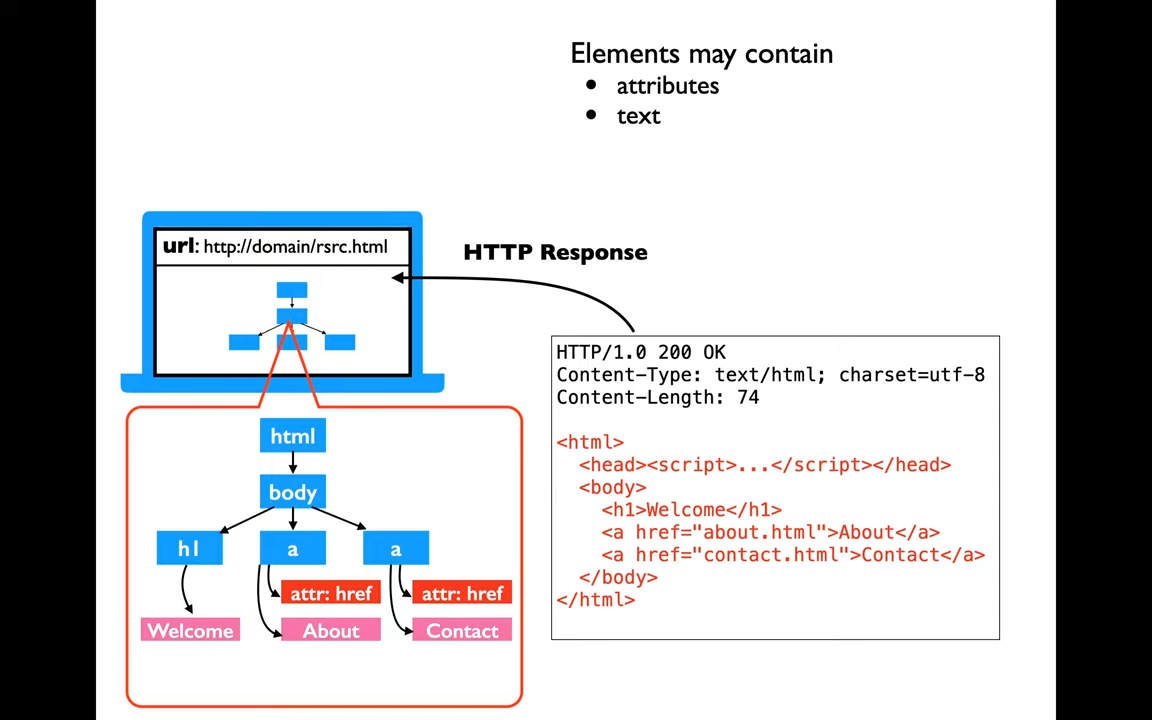 Elements may contain
• attributes
• text
url: http://domain/rsrc.html
HTTP Response
HTTP/1.0 200 OK
Content-Type: text/html; charset=utf-8
Content-Length: 74
<html>
<head><script>...</script></head>
<body>
<h1>Welcome</h1>
<a href="about.html">About</a>
<a href="contact.html">Contact</a>
</body>
</html>
html
body
h1
a
a
attr: href
attr: href
Welcome
About
Contact